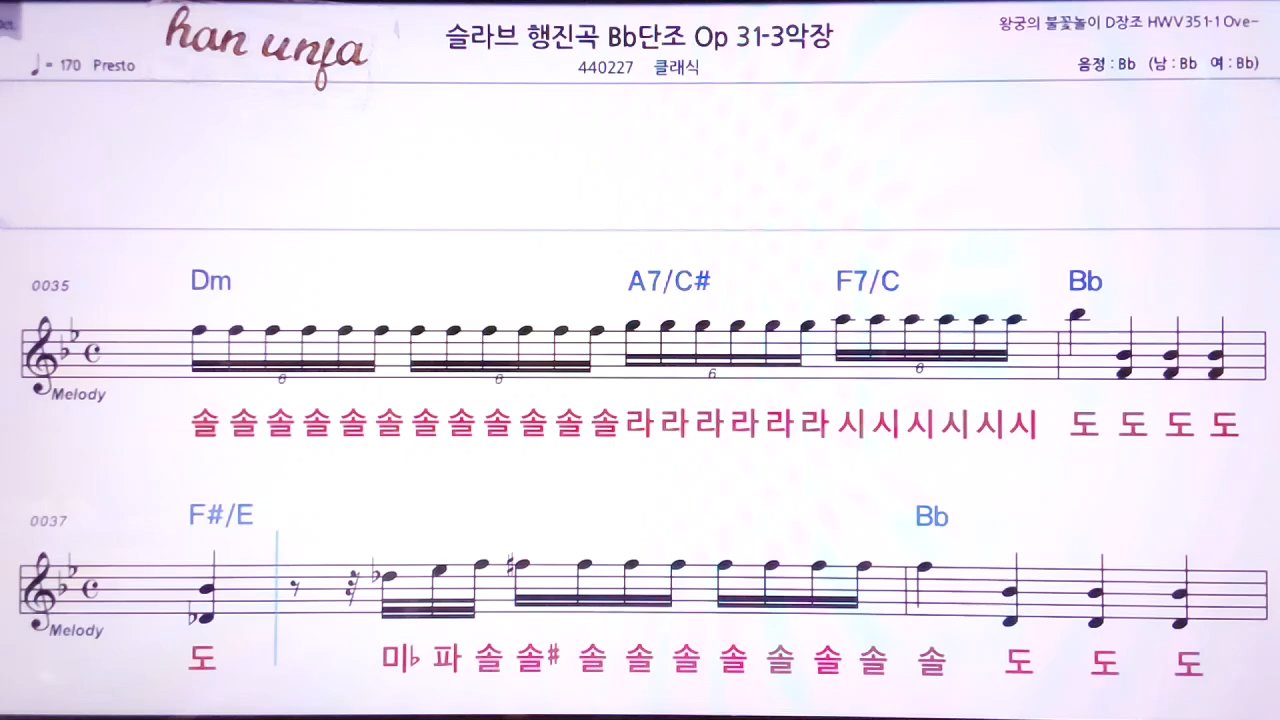 han unfa
슬라브 행진곡 Bb단조 Op 31-3악장
왕궁의 불꽃놀이 D장조 HWV351-1 Ove-
♩= 170 Presto
440227 클래식
음정 : Bb (남 : Bb 여 : Bb)
0035 Dm A7/C# F7/C Bb
6 6 6 6
Melody
솔 솔 솔 솔 솔 솔 솔 솔 솔 솔 솔 솔 라 라 라 라 라 라 시 시 시 시 시 시 도 도 도 도
0037 F#/E Bb
Melody
도 미♭ 파 솔 솔# 솔 솔 솔 솔 솔 솔 솔 솔 도 도 도